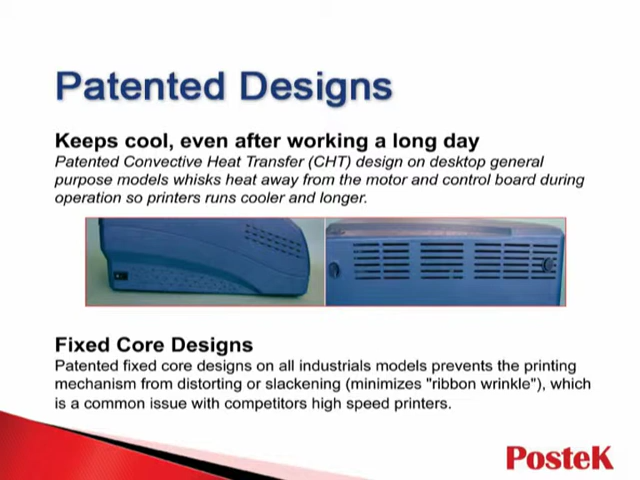 Patented Designs
Keeps cool, even after working a long day
Patented Convective Heat Transfer (CHT) design on desktop general
purpose models whisks heat away from the motor and control board during
operation so printers runs cooler and longer.
Fixed Core Designs
Patented fixed core designs on all industrials models prevents the printing
mechanism from distorting or slackening (minimizes "ribbon wrinkle"), which
is a common issue with competitors high speed printers.
PosteK